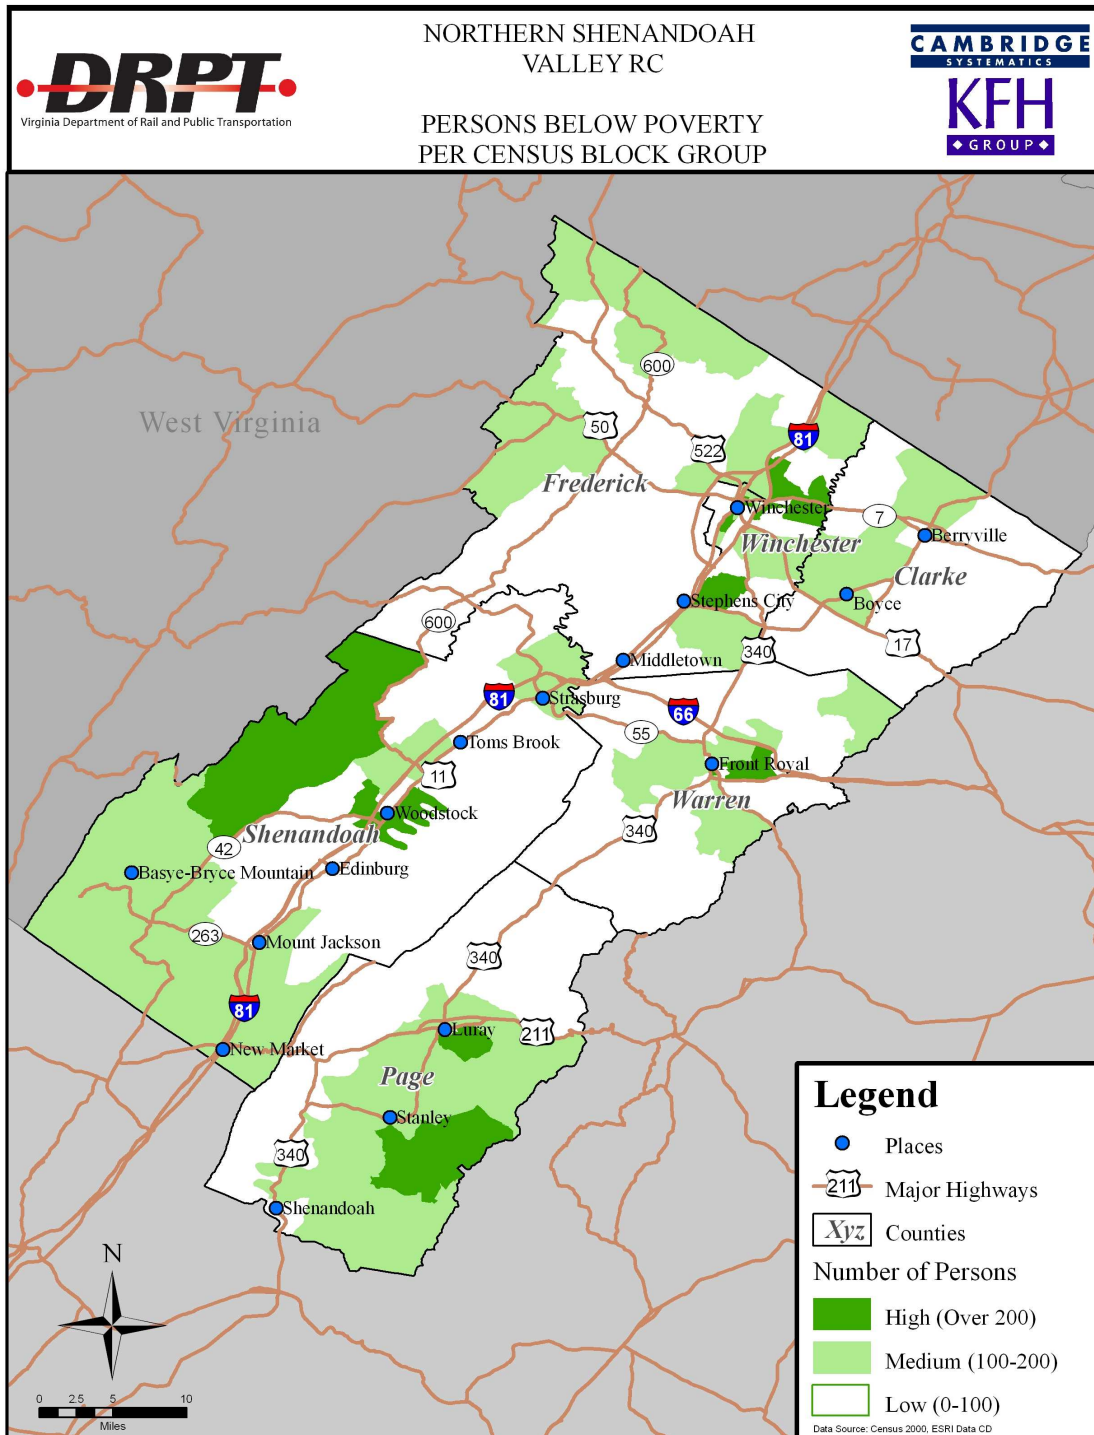 DRPT
Virginia Department of Rail and Public Transportation
NORTHERN SHENANDOAH
VALLEY RC
PERSONS BELOW POVERTY
PER CENSUS BLOCK GROUP
CAMBRIDGE
SYSTEMATICS
KFH
GROUP
West Virginia
600
50
522
81
Frederick
Winchester
7
Berryville
Winchester
Clarke
Stephens City
Boyce
600
340
17
Middletown
81
Strasburg
66
55
Toms Brook
11
Front Royal
Warren
Woodstock
Shenandoah
340
42
Basye-Bryce Mountain
Edinburg
263
Mount Jackson
340
81
Luray
211
New Market
Page
Stanley
340
Shenandoah
N
0 2.5 5 10
Miles
Legend
Places
211 Major Highways
Xyz Counties
Number of Persons
High (Over 200)
Medium (100-200)
Low (0-100)
Data Source: Census 2000, ESRI Data CD